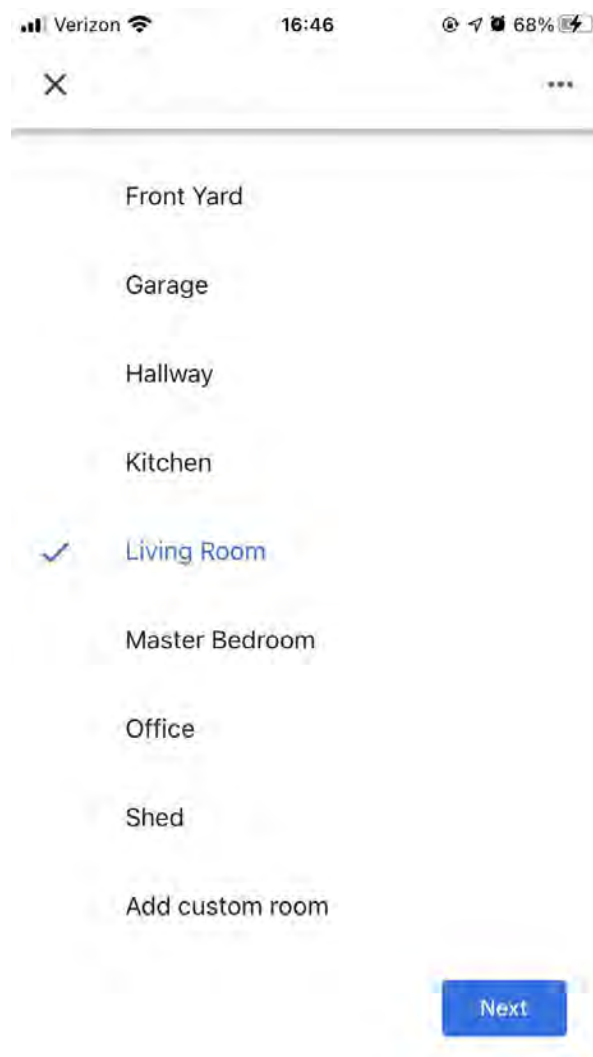 Verizon 16:46 68%
Front Yard
Garage
Hallway
Kitchen
Living Room
Master Bedroom
Office
Shed
Add custom room
Next